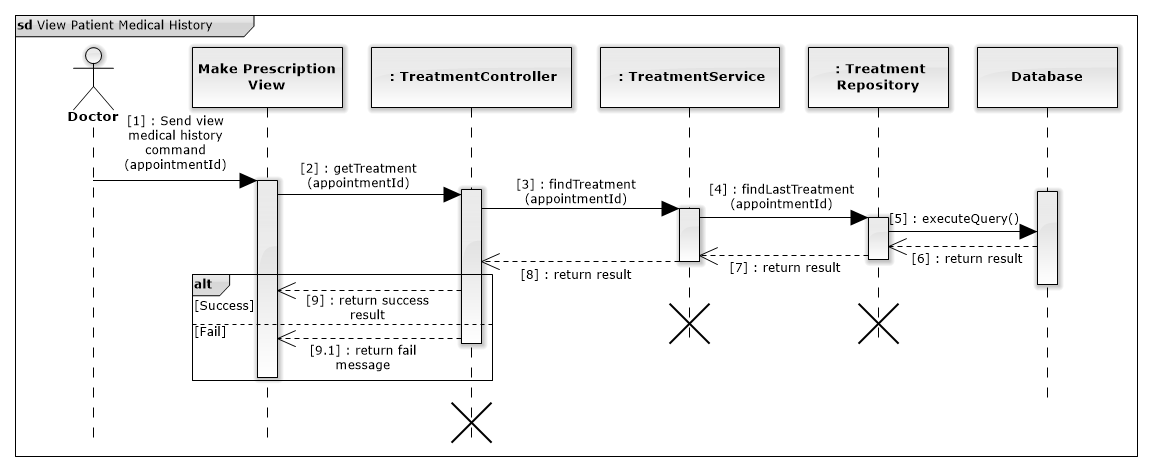 sd View Patient Medical History
Make Prescription
View
: TreatmentController
: TreatmentService
: Treatment
Repository
Database
Doctor
[1] : Send view
medical history
command
(appointmentId)
[2] : getTreatment
(appointmentId)
[3] : findTreatment
(appointmentId)
[4] : findLastTreatment
(appointmentId)
[5] : executeQuery()
[6] : return result
[7] : return result
[8] : return result
alt
[Success]
[9] : return success
result
[Fail]
[9.1] : return fail
message